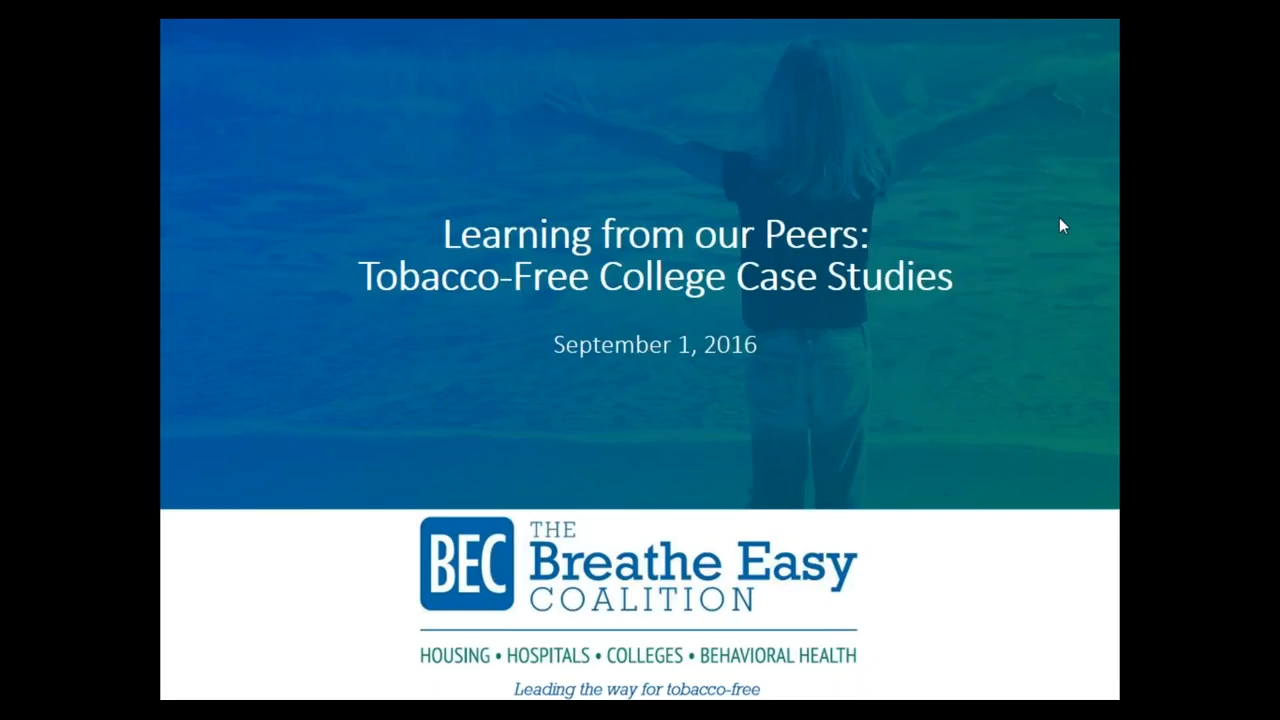 Learning from our Peers:
Tobacco-Free College Case Studies
September 1, 2016
BEC
THE
Breathe Easy
COALITION
HOUSING • HOSPITALS • COLLEGES • BEHAVIORAL HEALTH
Leading the way for tobacco-free